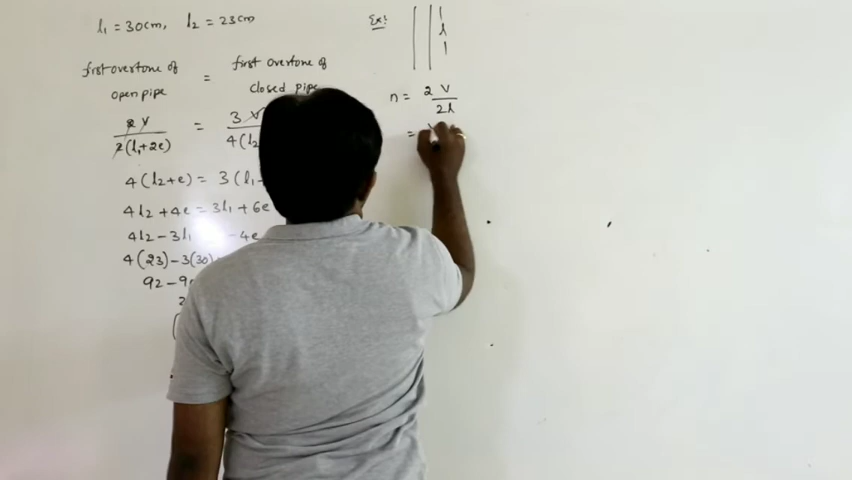 l₁ = 30cm, l₂ = 23cm
first overtone of open pipe = first overtone of closed pipe
2V / 2(l₁+2e) = 3V / 4(l₂
4(l₂+e) = 3(l₁
4l₂ + 4e = 3l₁ + 6e
4l₂ - 3l₁ - 4e
4(23) - 3(30)
92 - 90
Ex:
l
n = 2V / 2l
=